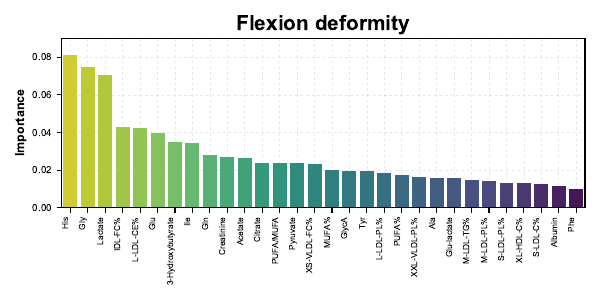 Flexion deformity
Importance
0.08
0.06
0.04
0.02
0.00
His
Gly
Lactate
IDL-FC%
L-LDL-CE%
Glu
3-Hydroxybutyrate
Ile
Gln
Creatinine
Acetate
Citrate
PUFA/MUFA
Pyruvate
XS-VLDL-FC%
MUFA%
GlycA
Tyr
L-LDL-PL%
PUFA%
XXL-VLDL-PL%
Ala
Glu-lactate
M-LDL-TG%
M-LDL-PL%
S-LDL-PL%
XL-HDL-C%
S-LDL-C%
Albumin
Phe